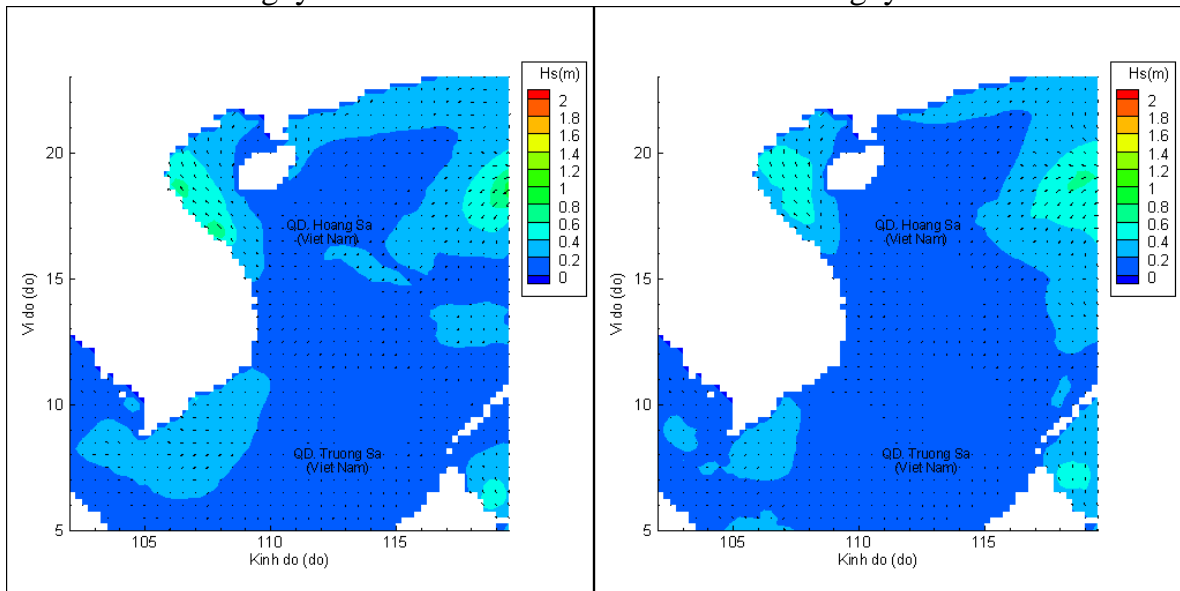 Hs(m)
2
1.8
1.6
1.4
1.2
1
0.8
0.6
0.4
0.2
0
20
15
10
5
Vi do (do)
QD. Hoang Sa
(Viet Nam)
QD. Truong Sa
(Viet Nam)
105
110
115
Kinh do (do)
Hs(m)
2
1.8
1.6
1.4
1.2
1
0.8
0.6
0.4
0.2
0
20
15
10
5
Vi do (do)
QD. Hoang Sa
(Viet Nam)
QD. Truong Sa
(Viet Nam)
105
110
115
Kinh do (do)